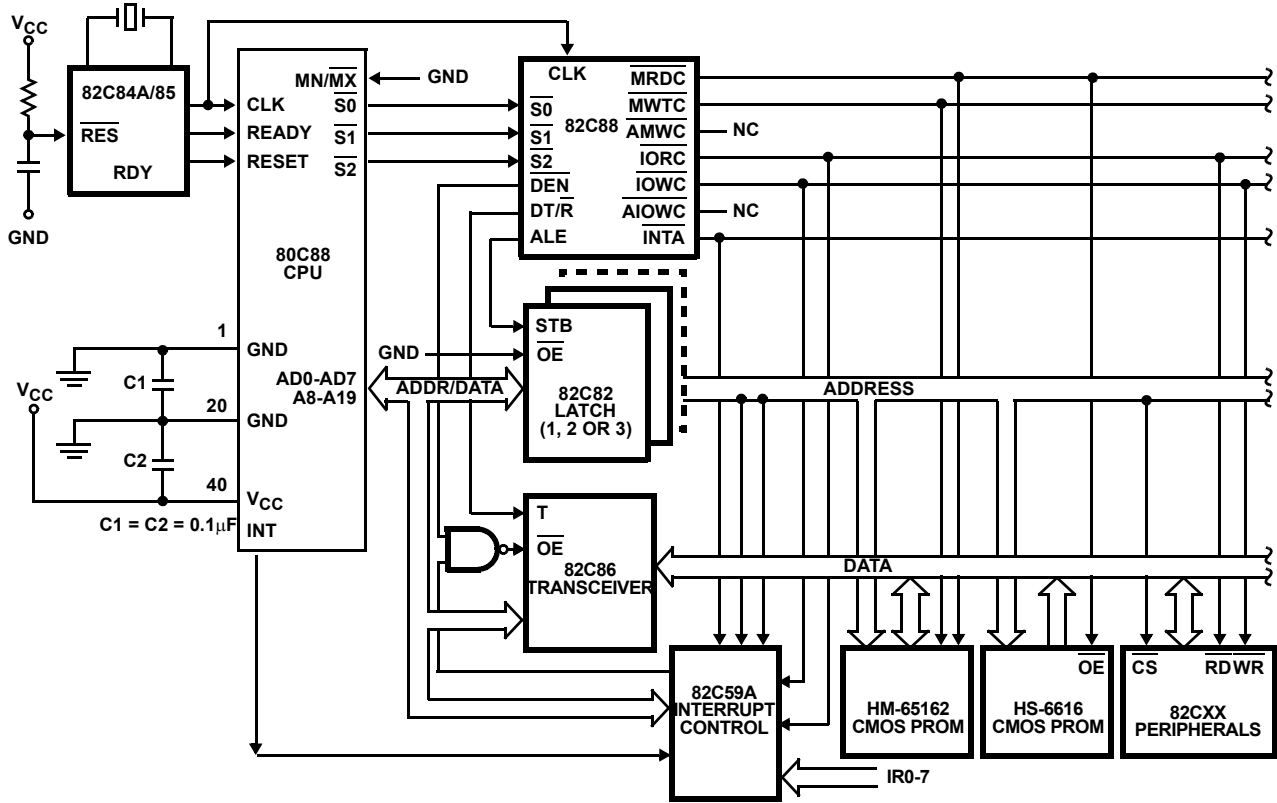 VCC
GND
82C84A/85
RES
RDY
MN/MX
GND
CLK
S0
READY
S1
RESET
S2
80C88
CPU
1
GND
C1
AD0-AD7
A8-A19
VCC
20
GND
C2
40
VCC
C1 = C2 = 0.1μF
INT
CLK
82C88
S0
S1
S2
DEN
DT/R
ALE
MRDC
MWTC
AMWC
NC
IORC
IOWC
AIOWC
NC
INTA
STB
GND
OE
ADDR/DATA
82C82
LATCH
(1, 2 OR 3)
ADDRESS
T
OE
82C86
TRANSCEIVER
DATA
82C59A
INTERRUPT
CONTROL
IR0-7
HM-65162
CMOS PROM
OE
HS-6616
CMOS PROM
CS
RD WR
82CXX
PERIPHERALS